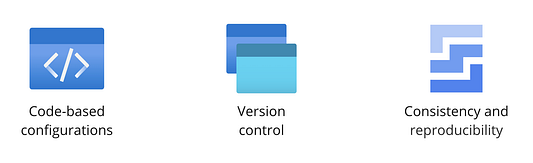 Code-based
configurations
Version
control
Consistency and
reproducibility